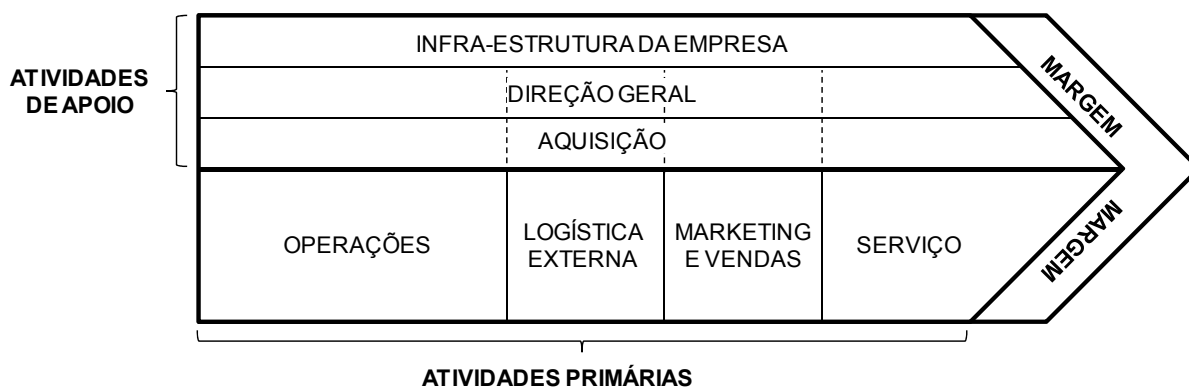 INFRA-ESTRUTURA DA EMPRESA
ATIVIDADES
DE APOIO
DIREÇÃO GERAL
AQUISIÇÃO
MARGEM
OPERAÇÕES
LOGÍSTICA
EXTERNA
MARKETING
E VENDAS
SERVIÇO
MARGEM
ATIVIDADES PRIMÁRIAS